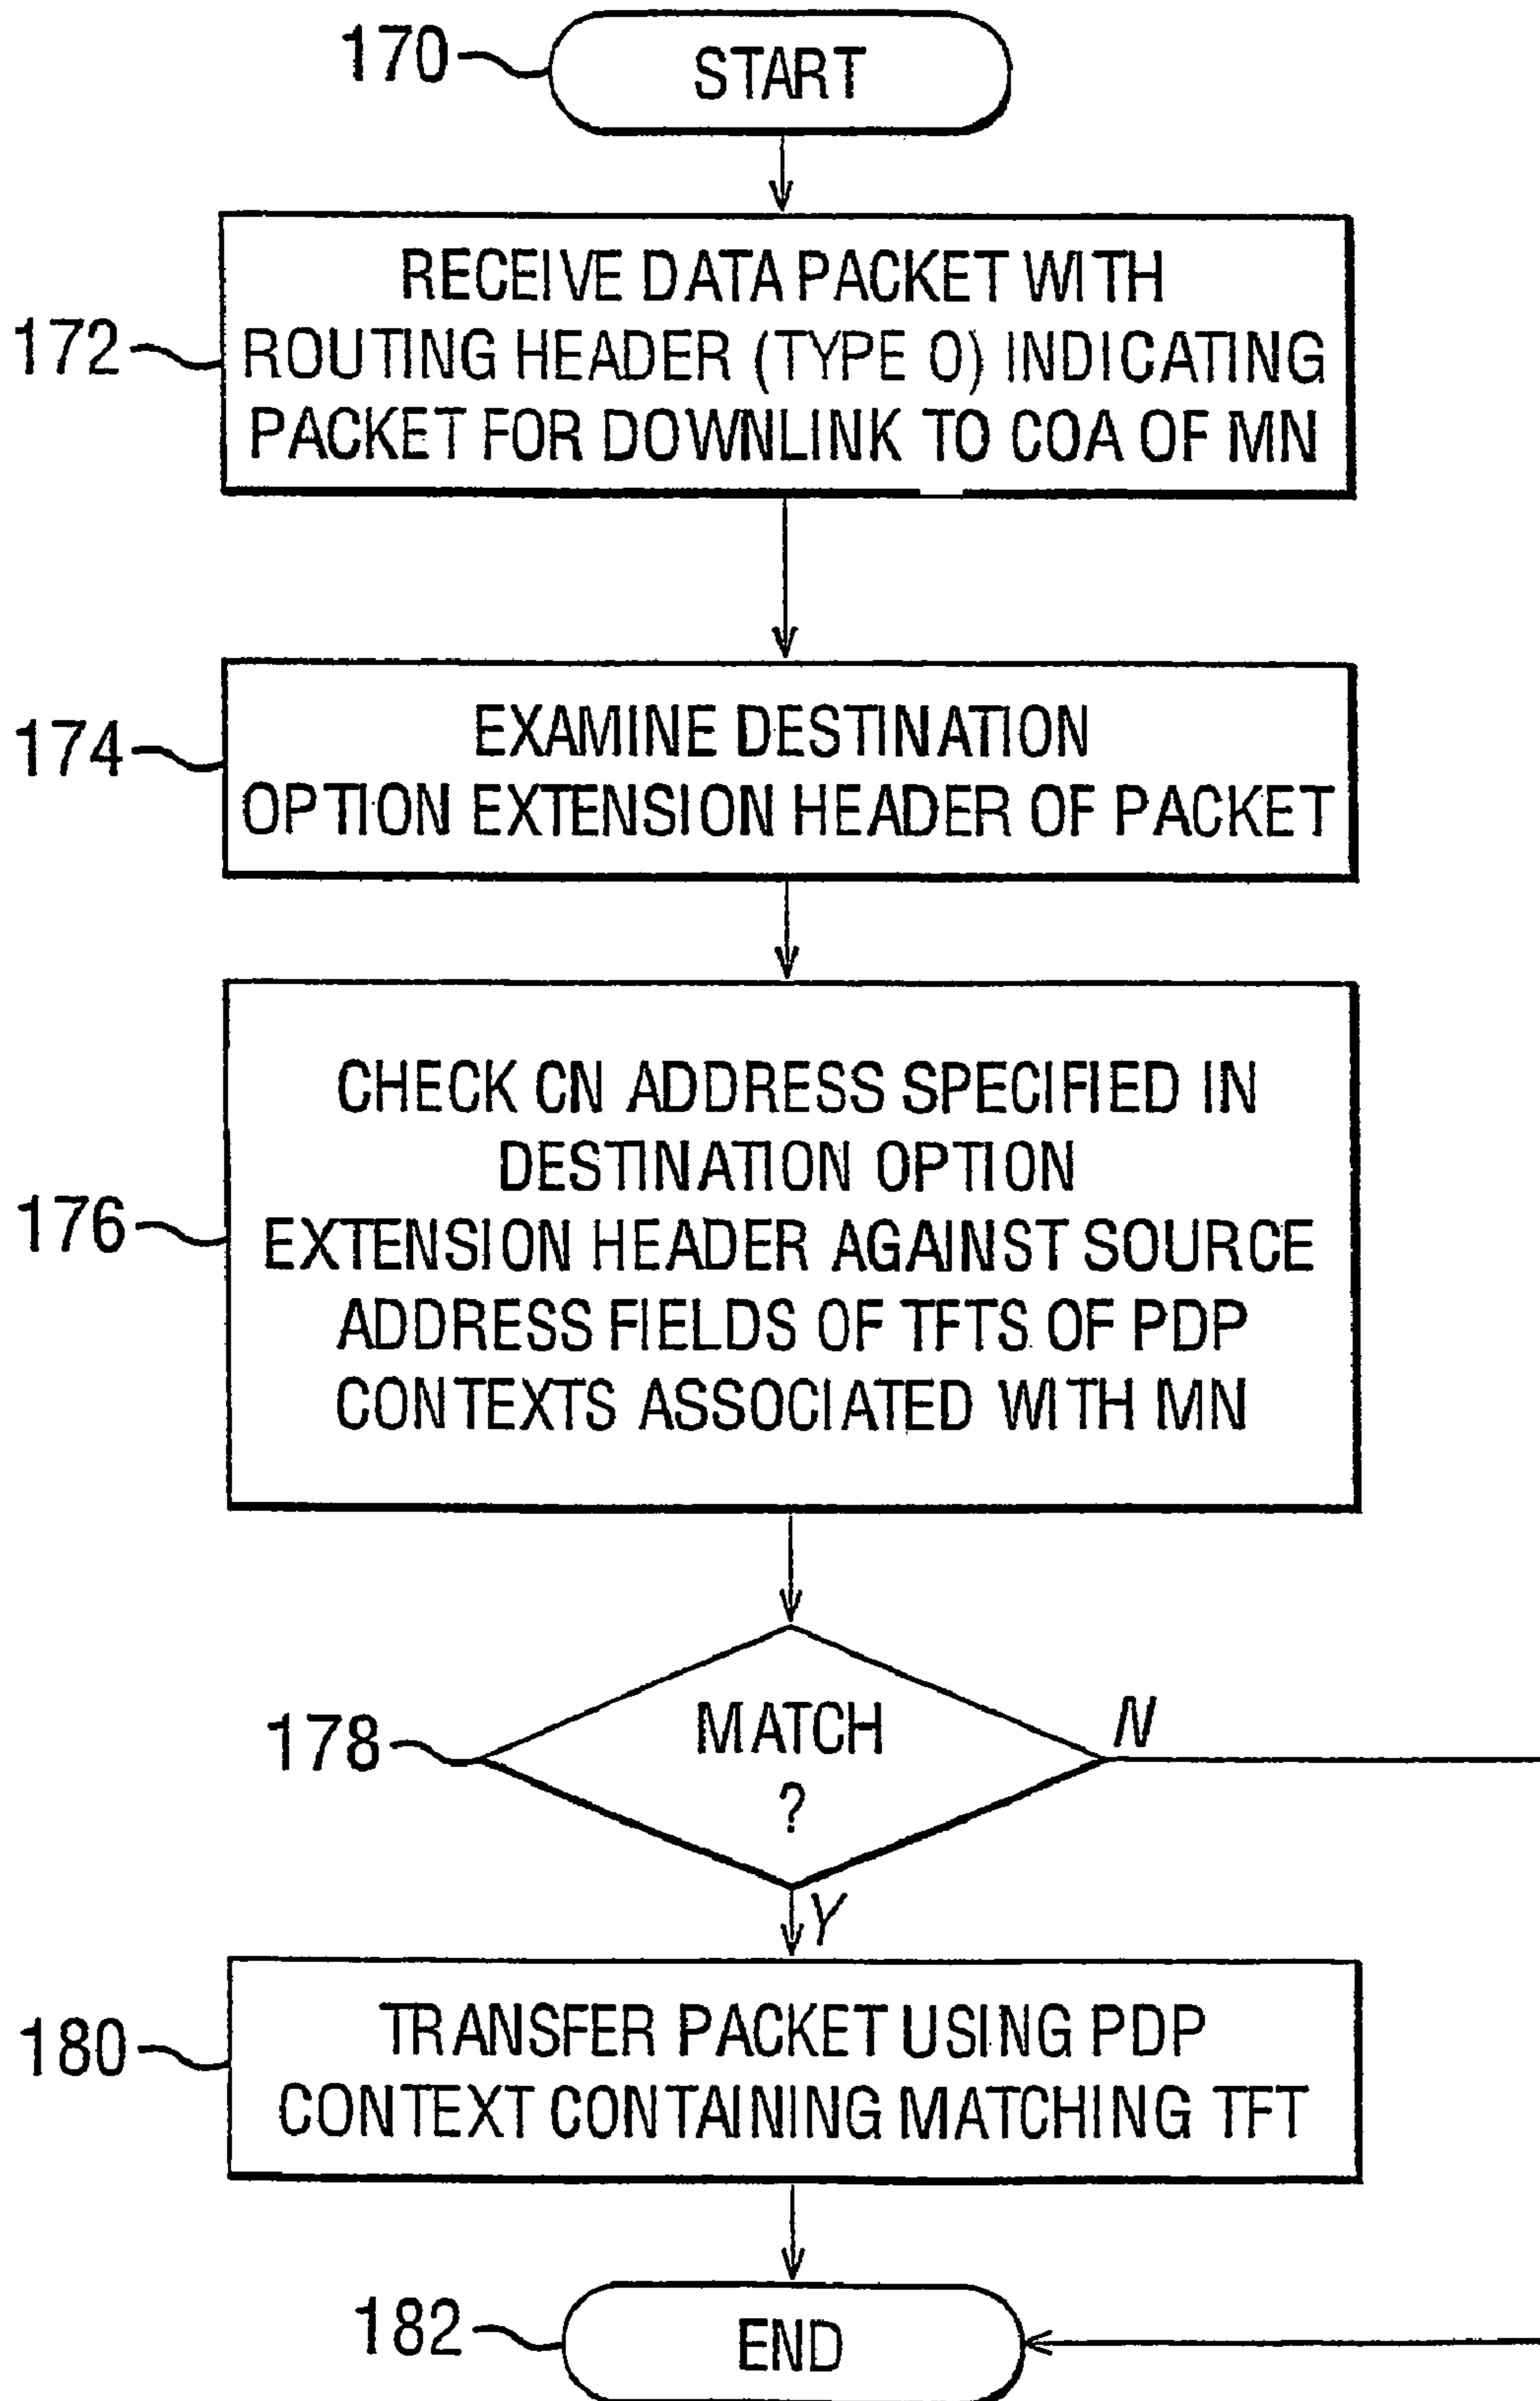 170
START
172
RECEIVE DATA PACKET WITH
ROUTING HEADER (TYPE 0) INDICATING
PACKET FOR DOWNLINK TO COA OF MN
174
EXAMINE DESTINATION
OPTION EXTENSION HEADER OF PACKET
176
CHECK CN ADDRESS SPECIFIED IN
DESTINATION OPTION
EXTENSION HEADER AGAINST SOURCE
ADDRESS FIELDS OF TFTS OF PDP
CONTEXTS ASSOCIATED WITH MN
178
MATCH
?
N
Y
180
TRANSFER PACKET USING PDP
CONTEXT CONTAINING MATCHING TFT
182
END